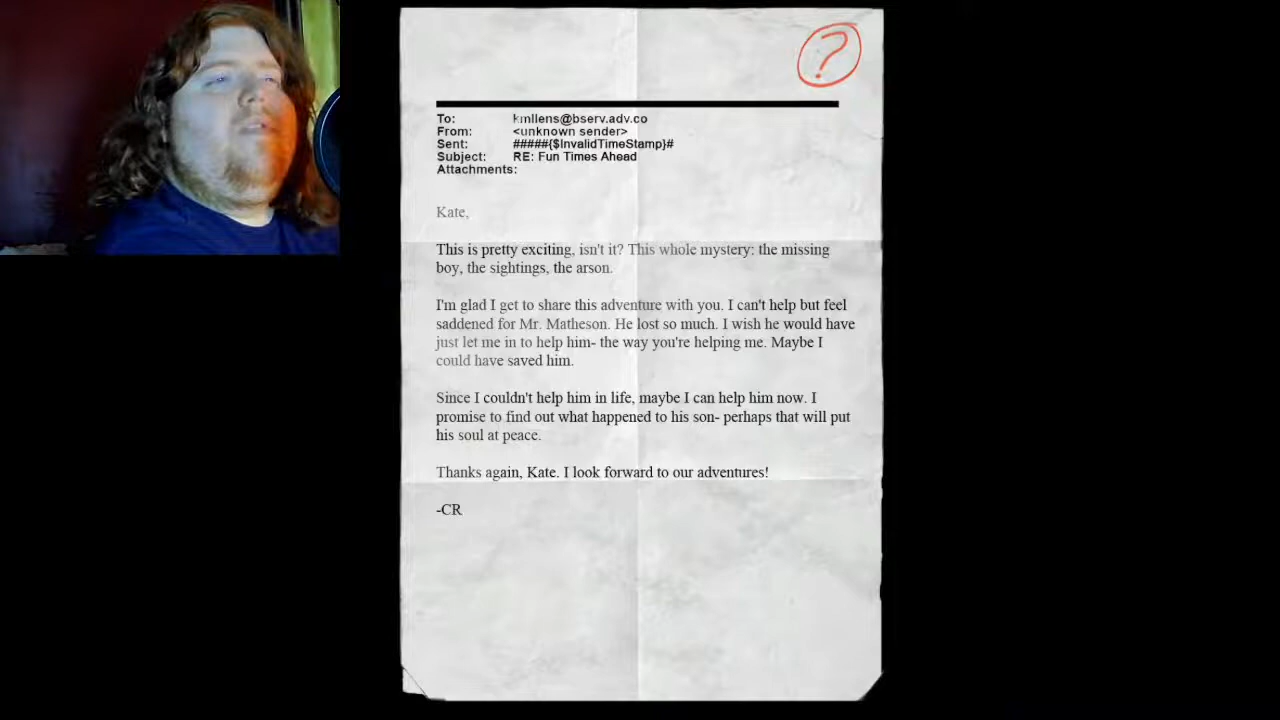 ?
To: kmllens@bserv.adv.co
From: <unknown sender>
Sent: #####{$InvalidTimeStamp}#
Subject: RE: Fun Times Ahead
Attachments:
Kate,
This is pretty exciting, isn't it? This whole mystery: the missing
boy, the sightings, the arson.
I'm glad I get to share this adventure with you. I can't help but feel
saddened for Mr. Matheson. He lost so much. I wish he would have
just let me in to help him- the way you're helping me. Maybe I
could have saved him.
Since I couldn't help him in life, maybe I can help him now. I
promise to find out what happened to his son- perhaps that will put
his soul at peace.
Thanks again, Kate. I look forward to our adventures!
-CR